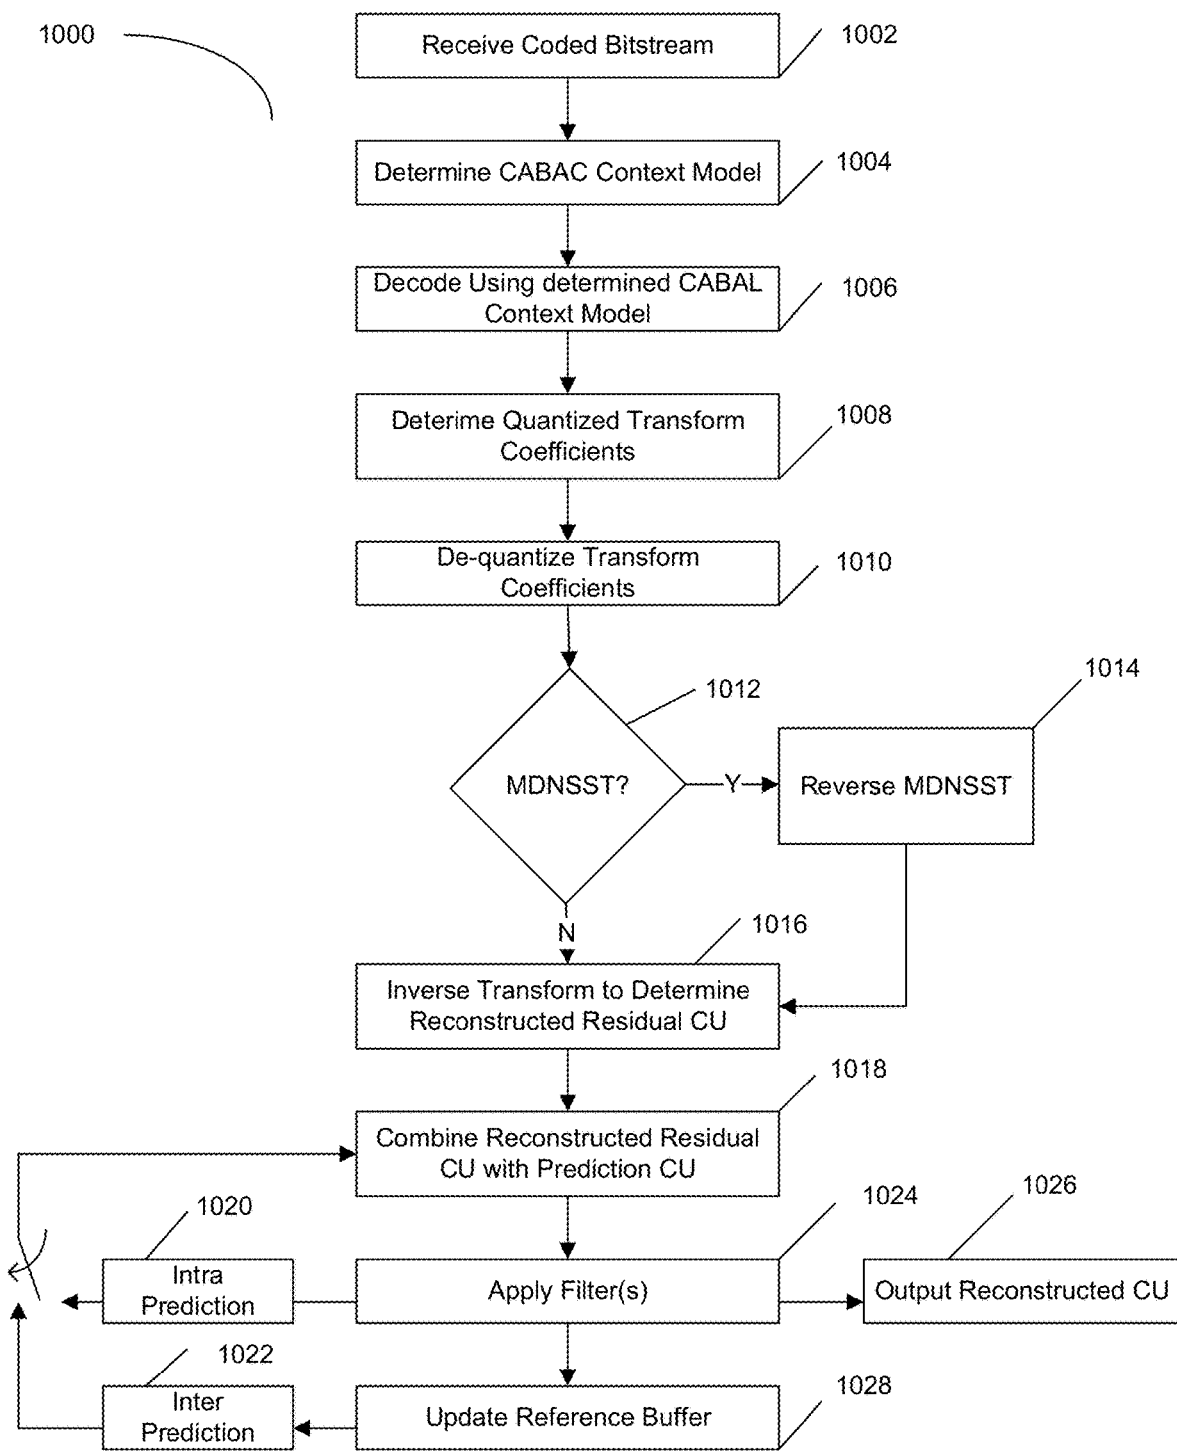 1000
Receive Coded Bitstream
1002
Determine CABAC Context Model
1004
Decode Using determined CABAL
Context Model
1006
Deterime Quantized Transform
Coefficients
1008
De-quantize Transform
Coefficients
1010
MDNSST?
1012
Y
Reverse MDNSST
1014
N
Inverse Transform to Determine
Reconstructed Residual CU
1016
Combine Reconstructed Residual
CU with Prediction CU
1018
Intra
Prediction
1020
Apply Filter(s)
1024
Output Reconstructed CU
1026
Inter
Prediction
1022
Update Reference Buffer
1028